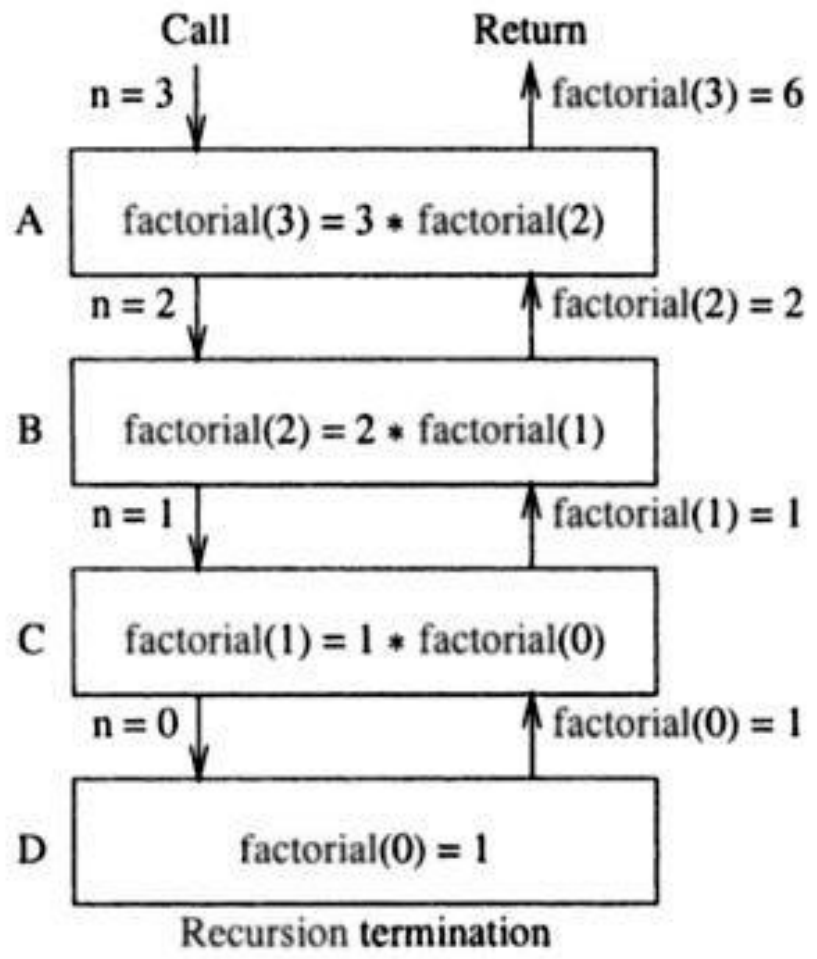 Call Return
n = 3 factorial(3) = 6
A factorial(3) = 3 * factorial(2)
n = 2 factorial(2) = 2
B factorial(2) = 2 * factorial(1)
n = 1 factorial(1) = 1
C factorial(1) = 1 * factorial(0)
n = 0 factorial(0) = 1
D factorial(0) = 1
Recursion termination